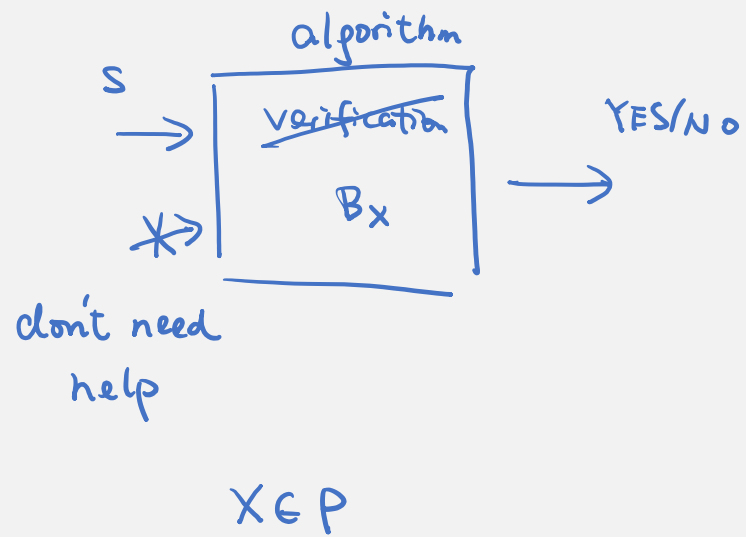 algorithm
S
verification
YES/NO
Bx
don't need
help
X ∈ P